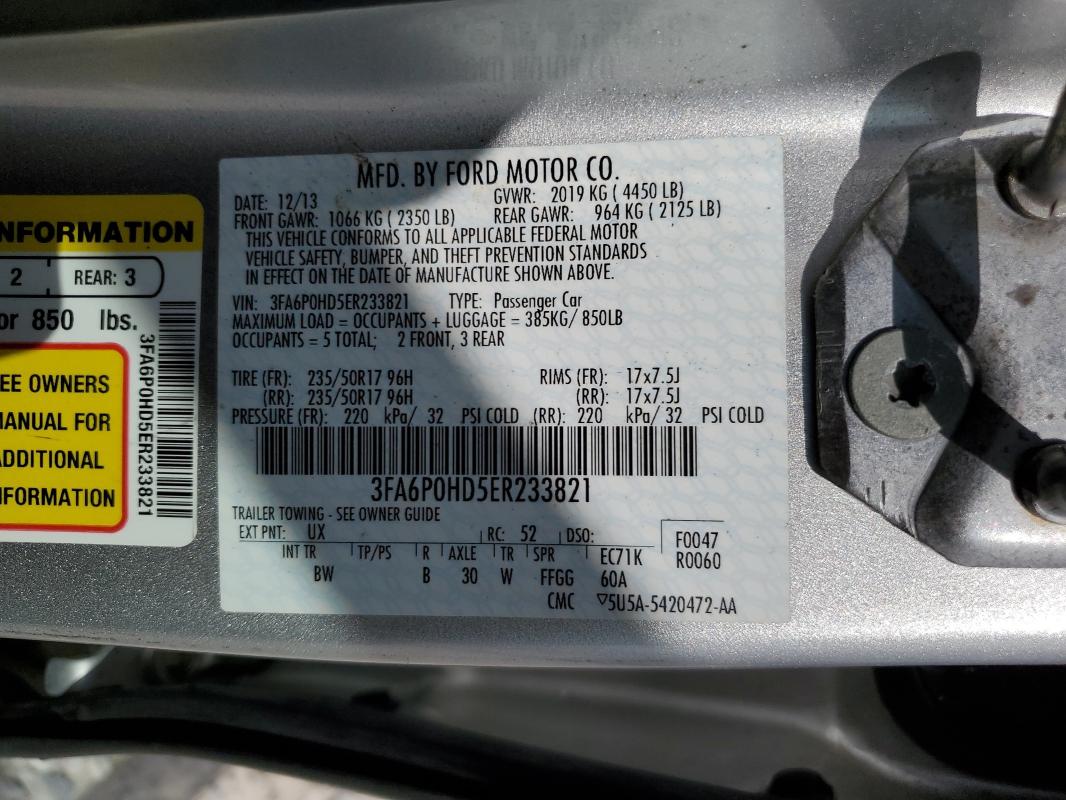 MFD. BY FORD MOTOR CO.
DATE: 12/13 GVWR: 2019 KG ( 4450 LB)
FRONT GAWR: 1066 KG ( 2350 LB) REAR GAWR: 964 KG ( 2125 LB)
THIS VEHICLE CONFORMS TO ALL APPLICABLE FEDERAL MOTOR
VEHICLE SAFETY, BUMPER, AND THEFT PREVENTION STANDARDS
IN EFFECT ON THE DATE OF MANUFACTURE SHOWN ABOVE.
VIN: 3FA6P0HD5ER233821 TYPE: Passenger Car
MAXIMUM LOAD = OCCUPANTS + LUGGAGE = 385KG/ 850LB
OCCUPANTS = 5 TOTAL; 2 FRONT, 3 REAR
TIRE (FR): 235/50R17 96H RIMS (FR): 17x7.5J
(RR): 235/50R17 96H (RR): 17x7.5J
PRESSURE (FR): 220 kPa/ 32 PSI COLD (RR): 220 kPa/ 32 PSI COLD
3FA6P0HD5ER233821
TRAILER TOWING - SEE OWNER GUIDE
EXT PNT: UX RC: 52 DSO: F0047
R0060
INT TR TP/PS R AXLE TR SPR EC71K
BW B 30 W FFGG 60A
CMC ▽5U5A-5420472-AA
NFORMATION
2 REAR: 3
or 850 lbs.
EE OWNERS
MANUAL FOR
ADDITIONAL
NFORMATION
3FA6P0HD5ER233821